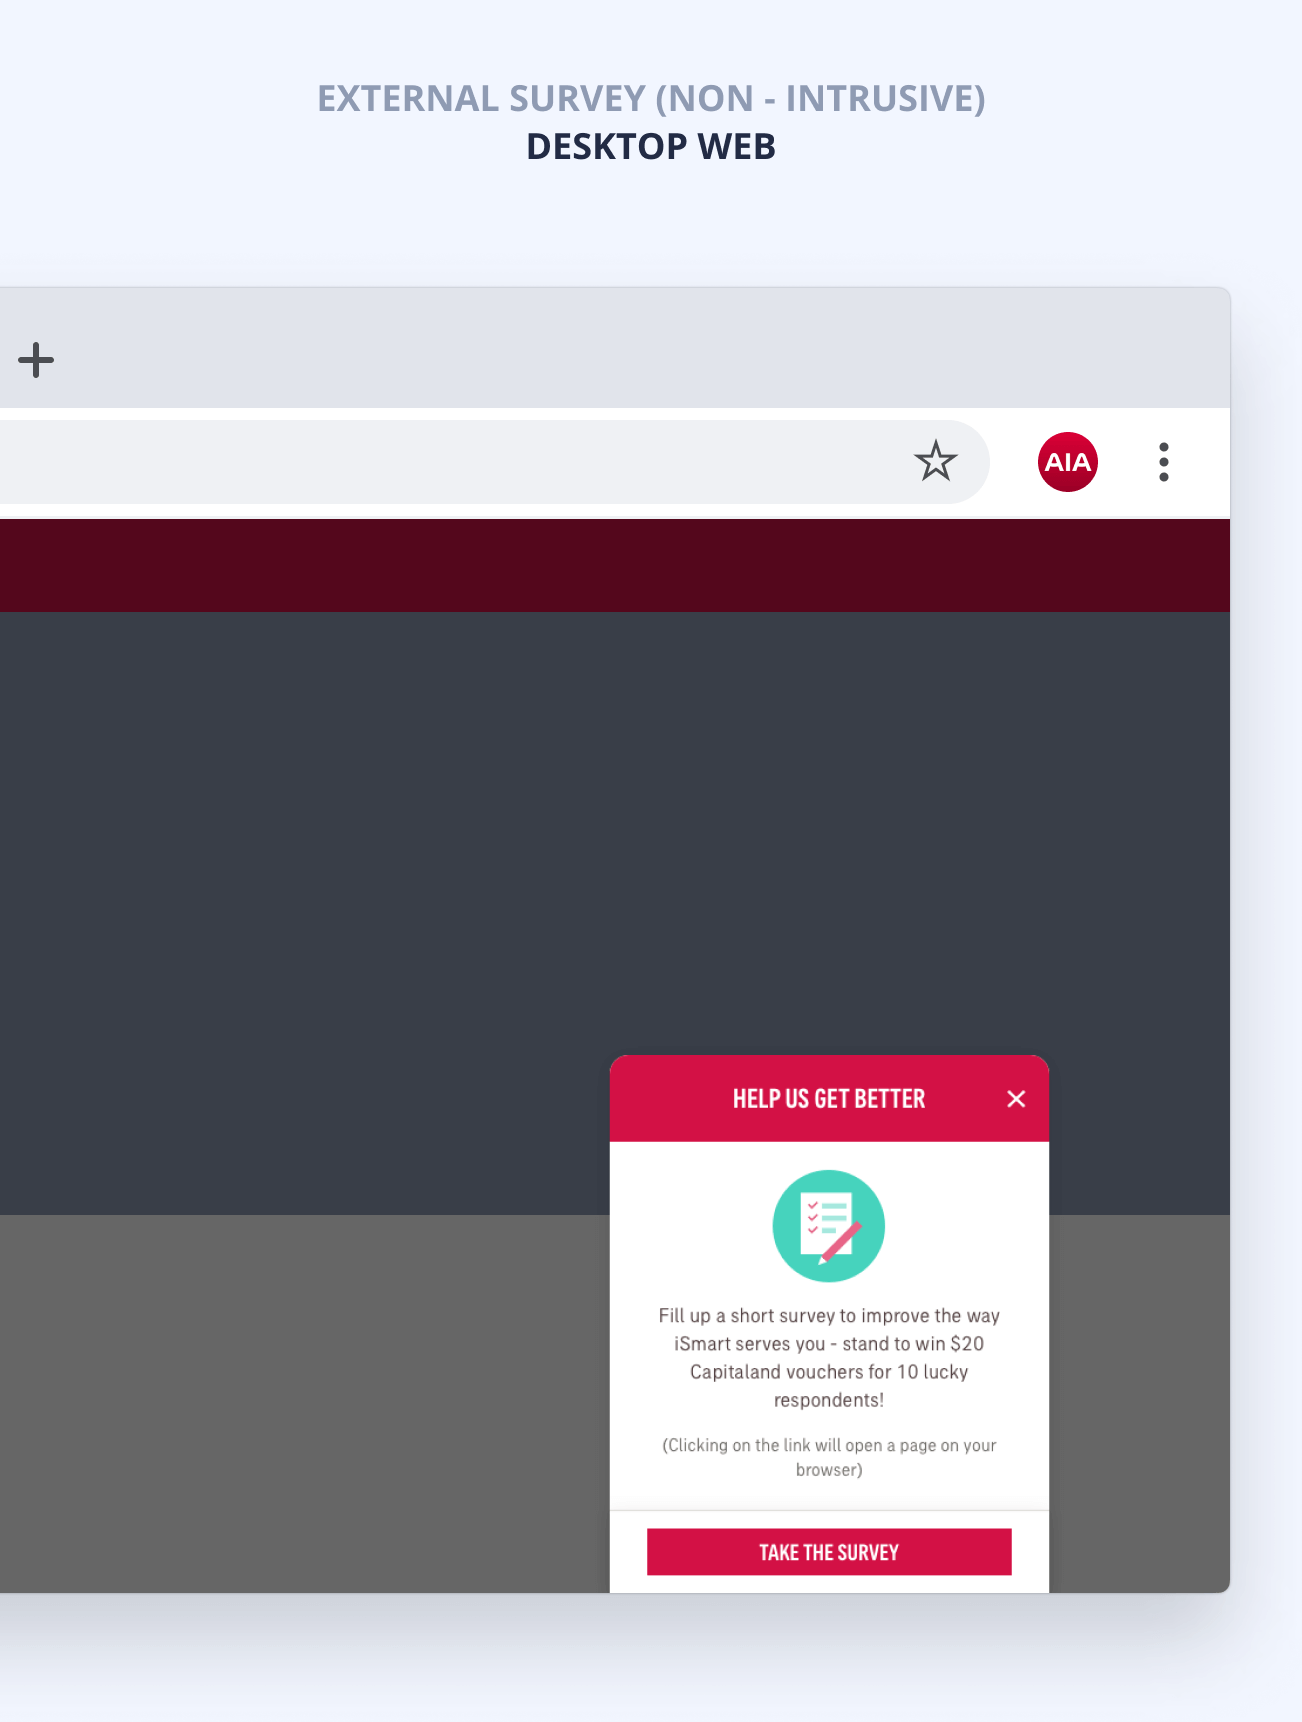 EXTERNAL SURVEY (NON - INTRUSIVE)
DESKTOP WEB
AIA
HELP US GET BETTER
Fill up a short survey to improve the way
iSmart serves you - stand to win $20
Capitaland vouchers for 10 lucky
respondents!
(Clicking on the link will open a page on your
browser)
TAKE THE SURVEY